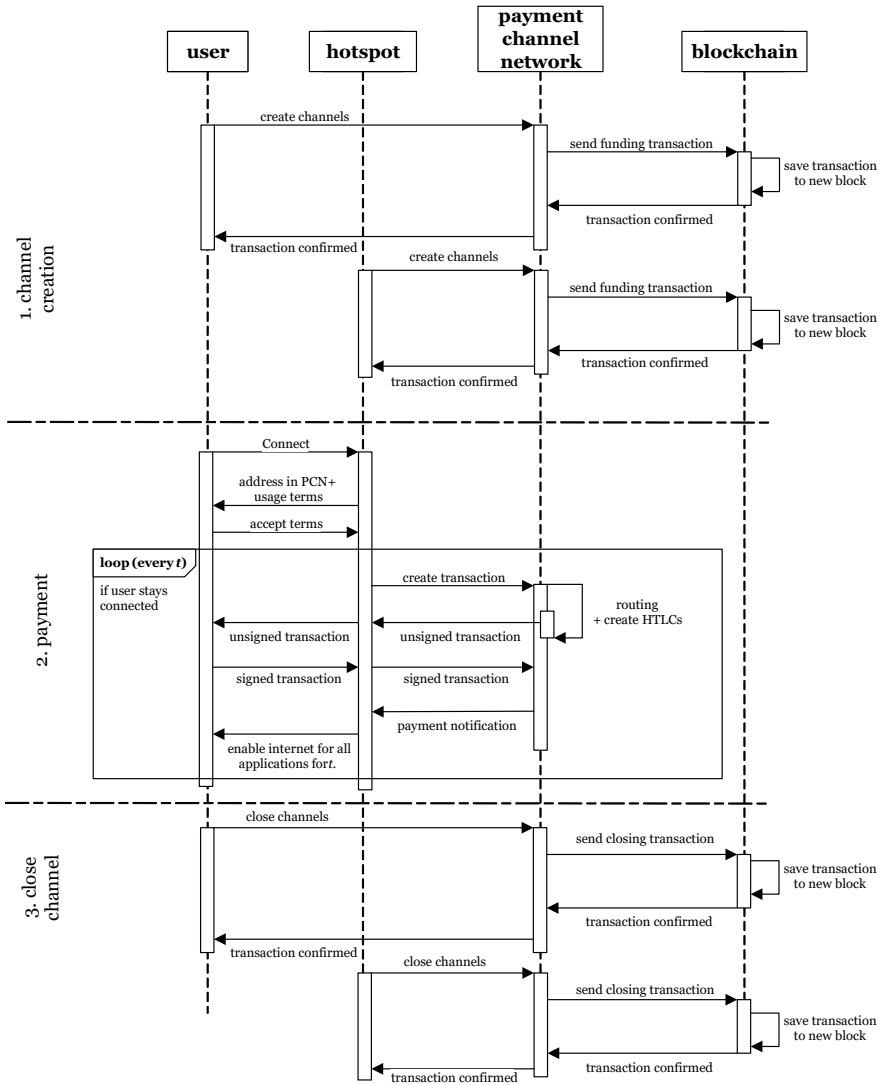 user
hotspot
payment
channel
network
blockchain
1. channel
creation
create channels
send funding transaction
save transaction
to new block
transaction confirmed
transaction confirmed
create channels
send funding transaction
save transaction
to new block
transaction confirmed
transaction confirmed
2. payment
Connect
address in PCN+
usage terms
accept terms
loop (every t)
if user stays
connected
create transaction
routing
+ create HTLCs
unsigned transaction
unsigned transaction
signed transaction
signed transaction
payment notification
enable internet for all
applications fort.
3. close
channel
close channels
send closing transaction
save transaction
to new block
transaction confirmed
transaction confirmed
close channels
send closing transaction
save transaction
to new block
transaction confirmed
transaction confirmed